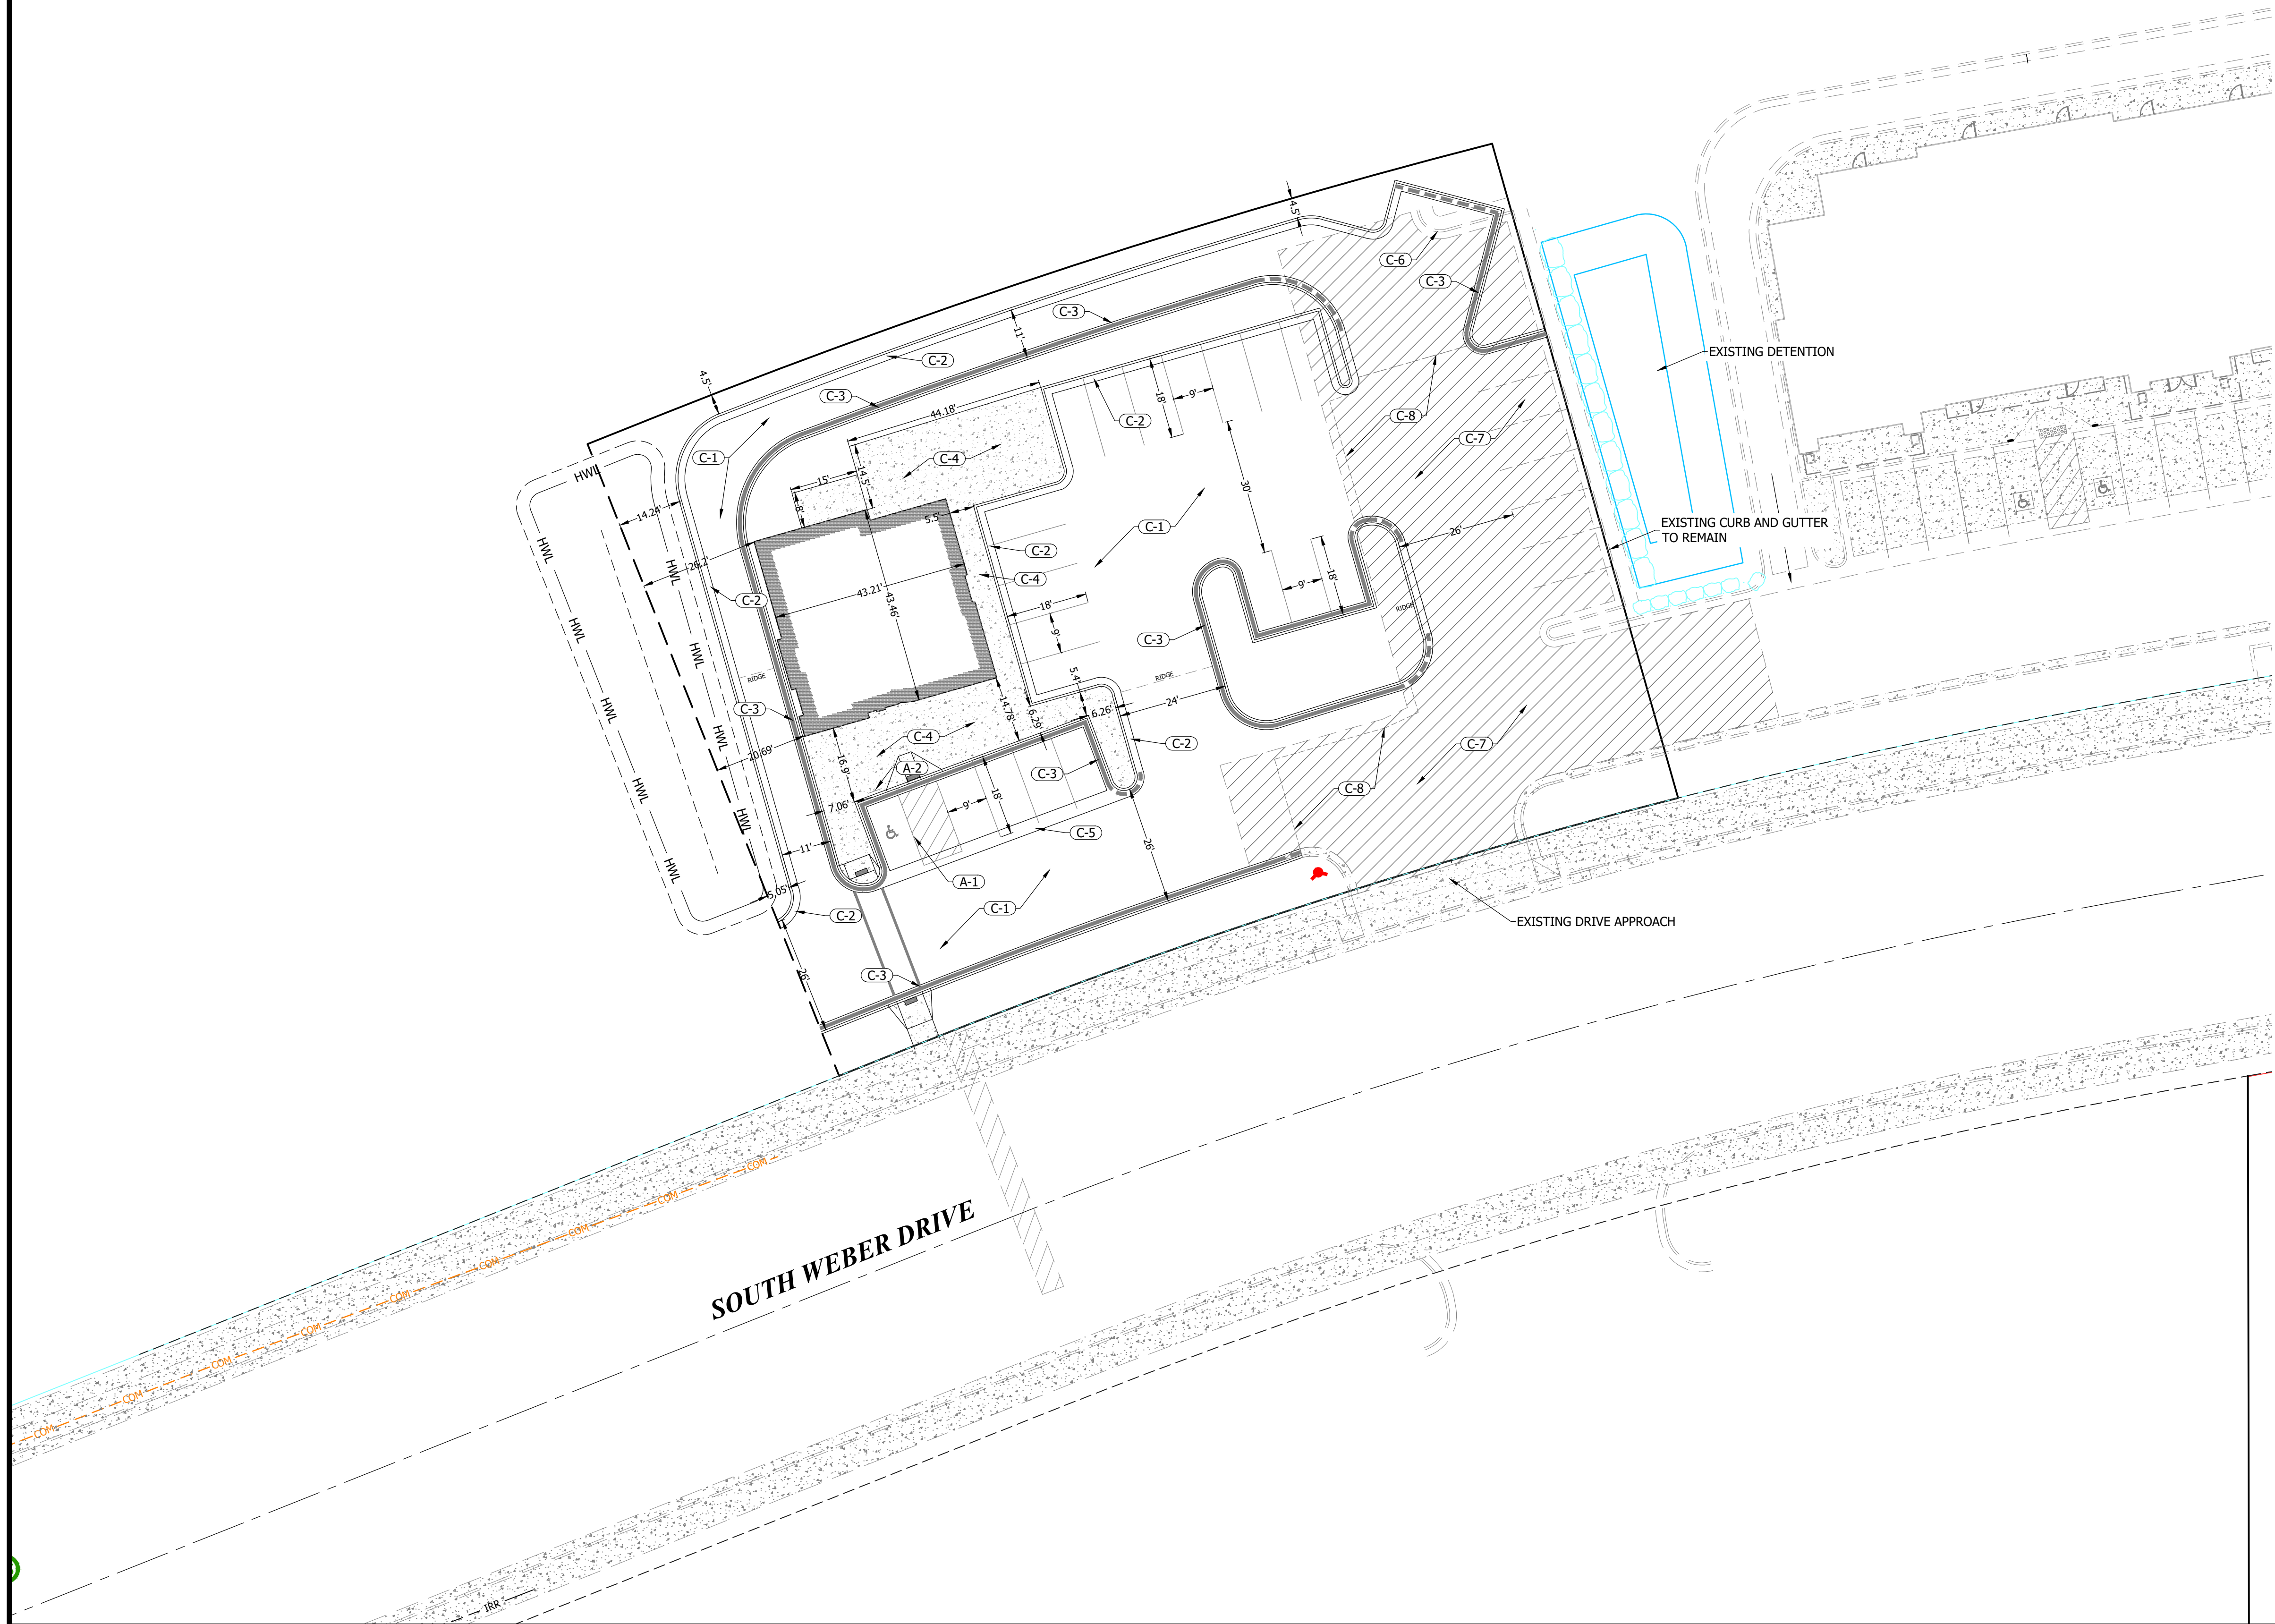 4.5'
C-6
C-3
C-3
11'
C-2
EXISTING DETENTION
4.5'
C-3
44.18'
18'
9'
C-2
C-8
C-7
C-1
C-4
HWL
15'
14.5'
8'
30'
14.24'
5.5'
C-1
EXISTING CURB AND GUTTER
TO REMAIN
26'
HWL
HWL
26.2'
C-2
C-4
43.21'
43.46'
18'
9'
18'
C-2
RIDGE
HWL
9'
C-3
HWL
RIDGE
5.4'
RIDGE
C-3
HWL
14.78'
6.29'
6.26'
24'
HWL
C-4
C-2
C-7
20.69'
A-2
C-3
16.9'
HWL
C-8
7.06'
9'
18'
HWL
C-5
26'
11'
HWL
A-1
6.05'
C-2
C-1
EXISTING DRIVE APPROACH
C-3
26'
COM
COM
COM
COM
COM
COM
COM
COM
COM
SOUTH WEBER DRIVE
IRR